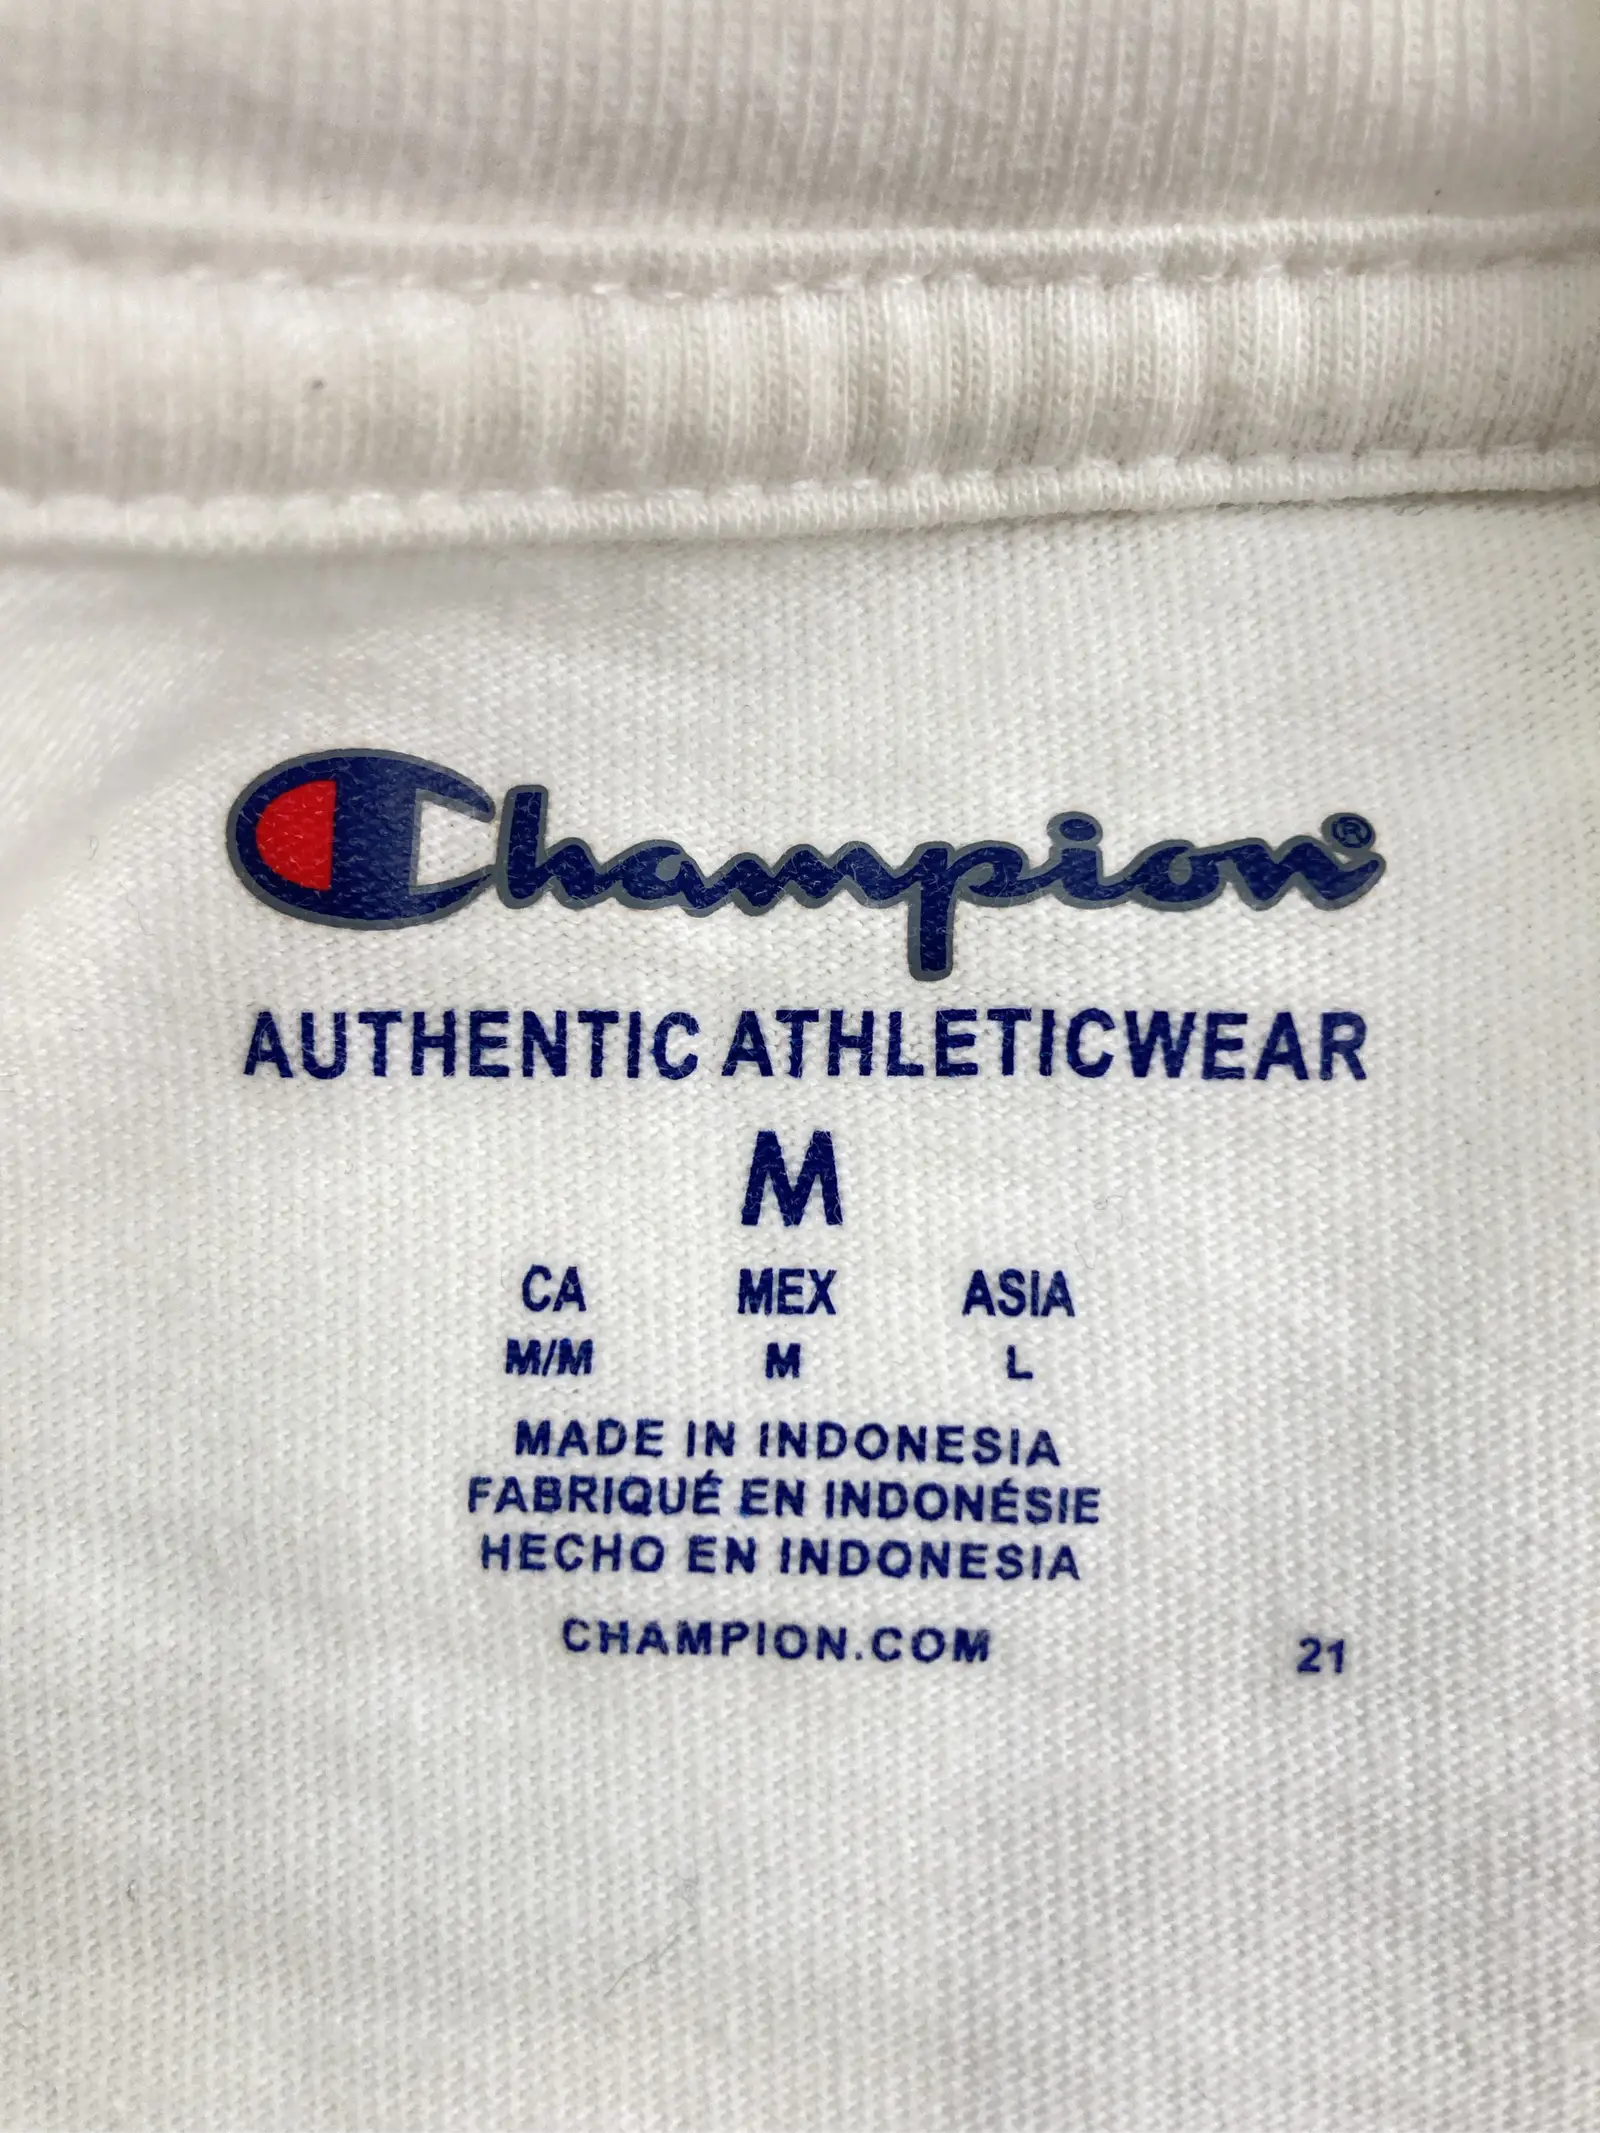 Champion®
AUTHENTIC ATHLETICWEAR
M
CA MEX ASIA
M/M M L
MADE IN INDONESIA
FABRIQUÉ EN INDONÉSIE
HECHO EN INDONESIA
CHAMPION.COM 21